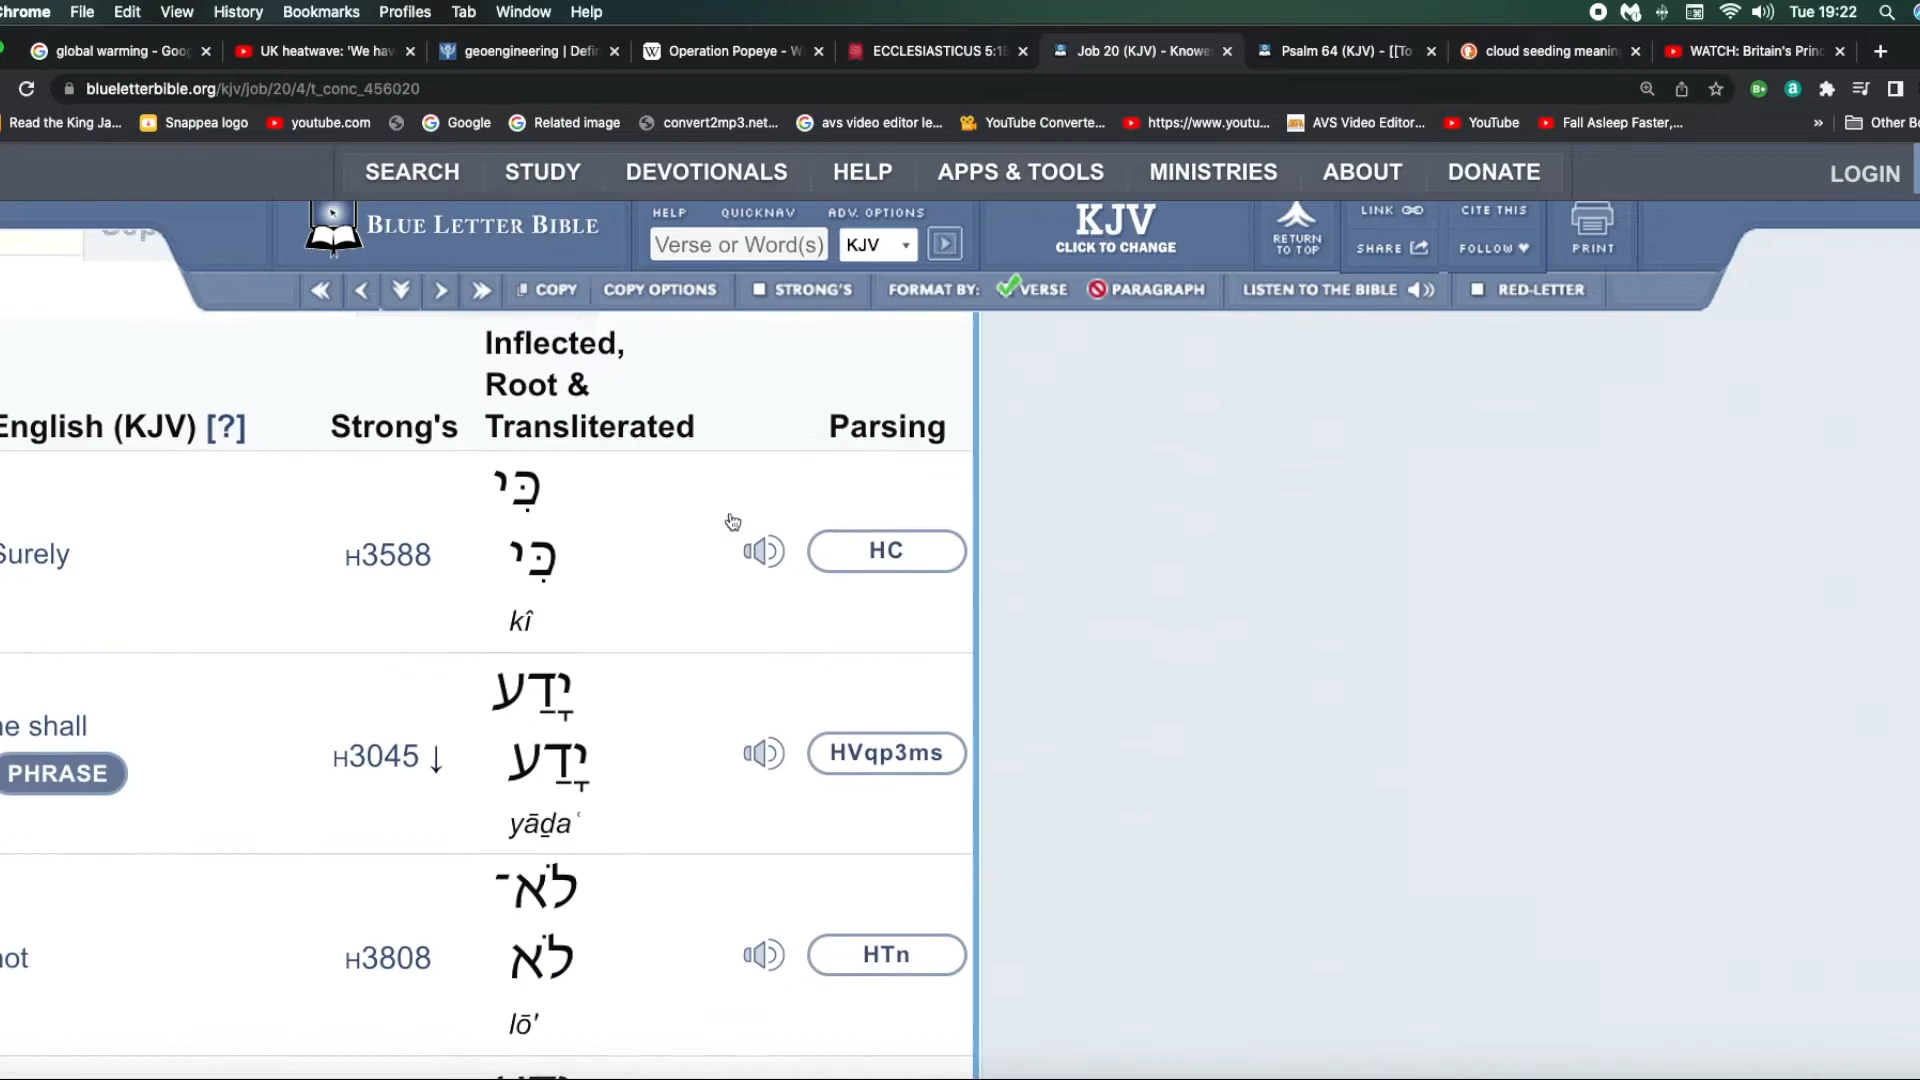 Chrome File Edit View History Bookmarks Profiles Tab Window Help Tue 19:22
global warming - Goo UK heatwave: 'We hav geoengineering | Defi Operation Popeye - W ECCLESIASTICUS 5:15 Job 20 (KJV) - Knowe Psalm 64 (KJV) - [[To cloud seeding meanin WATCH: Britain's Prin
blueletterbible.org/kjv/job/20/4/t_conc_456020
Read the King Ja... Snappea logo youtube.com Google Related image convert2mp3.net... avs video editor le... YouTube Converte... https://www.youtu... AVS Video Editor... YouTube Fall Asleep Faster,... » Other Bo
SEARCH STUDY DEVOTIONALS HELP APPS & TOOLS MINISTRIES ABOUT DONATE LOGIN
BLUE LETTER BIBLE
HELP QUICKNAV ADV. OPTIONS
Verse or Word(s) KJV
KJV
CLICK TO CHANGE
RETURN
TO TOP
LINK CITE THIS
SHARE FOLLOW PRINT
COPY COPY OPTIONS STRONG'S FORMAT BY: VERSE PARAGRAPH LISTEN TO THE BIBLE RED-LETTER
Inflected,
Root &
English (KJV) [?] Strong's Transliterated Parsing
כִּי
Surely H3588 כִּי HC
kî
יָדַע
he shall
H3045 ↓ יָדַע HVqp3ms
PHRASE
yāḏaʿ
לֹא־
not H3808 לֹא HTn
lō'